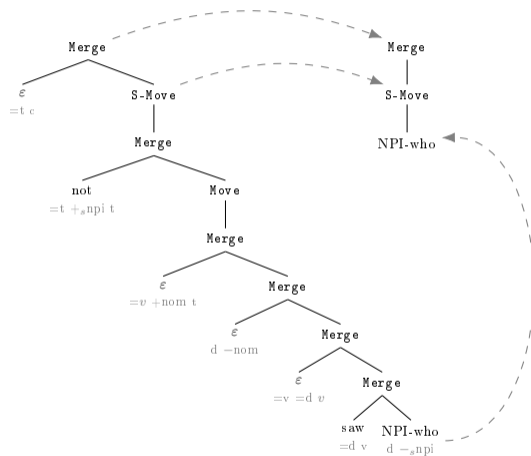 Merge Merge
ε S-Move S-Move
=t c
Merge NPI-who
not Move
=t +ₛnpi t
Merge
ε Merge
=v +nom t
ε Merge
d −nom
ε Merge
=v =d v
saw NPI-who
=d v d −ₛnpi